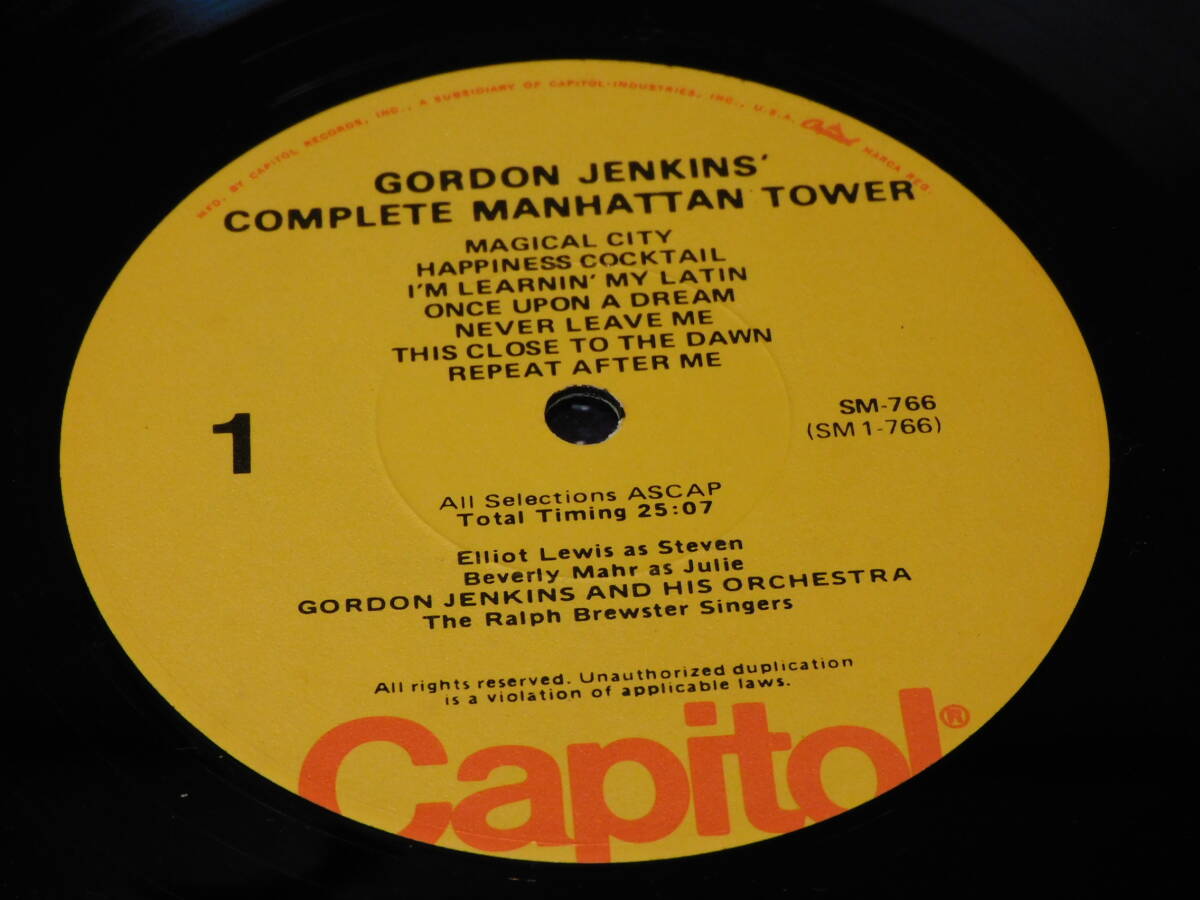 MFD. BY CAPITOL RECORDS, INC., A SUBSIDIARY OF CAPITOL INDUSTRIES, INC., U.S.A. Capitol MARCA REG.
GORDON JENKINS'
COMPLETE MANHATTAN TOWER
MAGICAL CITY
HAPPINESS COCKTAIL
I'M LEARNIN' MY LATIN
ONCE UPON A DREAM
NEVER LEAVE ME
THIS CLOSE TO THE DAWN
REPEAT AFTER ME
1
SM-766
(SM 1-766)
All Selections ASCAP
Total Timing 25:07
Elliot Lewis as Steven
Beverly Mahr as Julie
GORDON JENKINS AND HIS ORCHESTRA
The Ralph Brewster Singers
All rights reserved. Unauthorized duplication
is a violation of applicable laws.
Capitol®